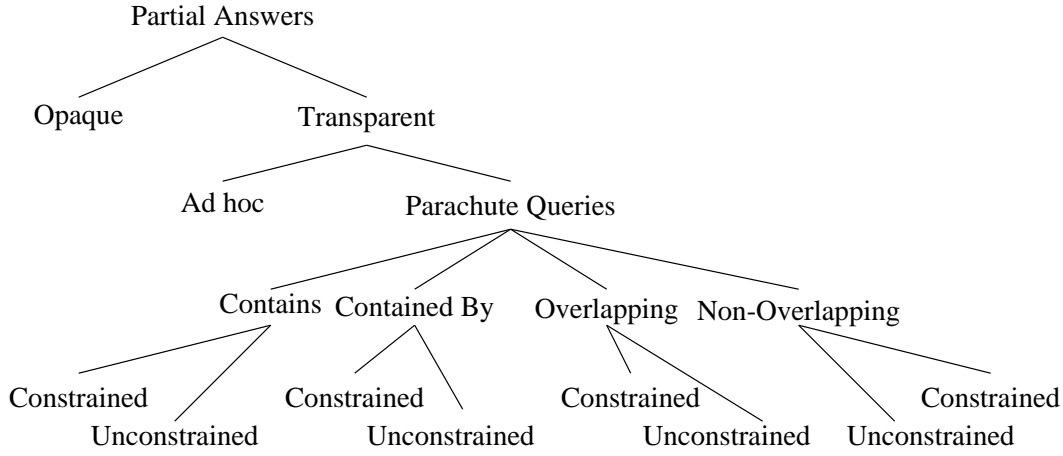 Partial Answers
Opaque
Transparent
Ad hoc
Parachute Queries
Contains
Contained By
Overlapping
Non-Overlapping
Constrained
Constrained
Constrained
Constrained
Unconstrained
Unconstrained
Unconstrained
Unconstrained